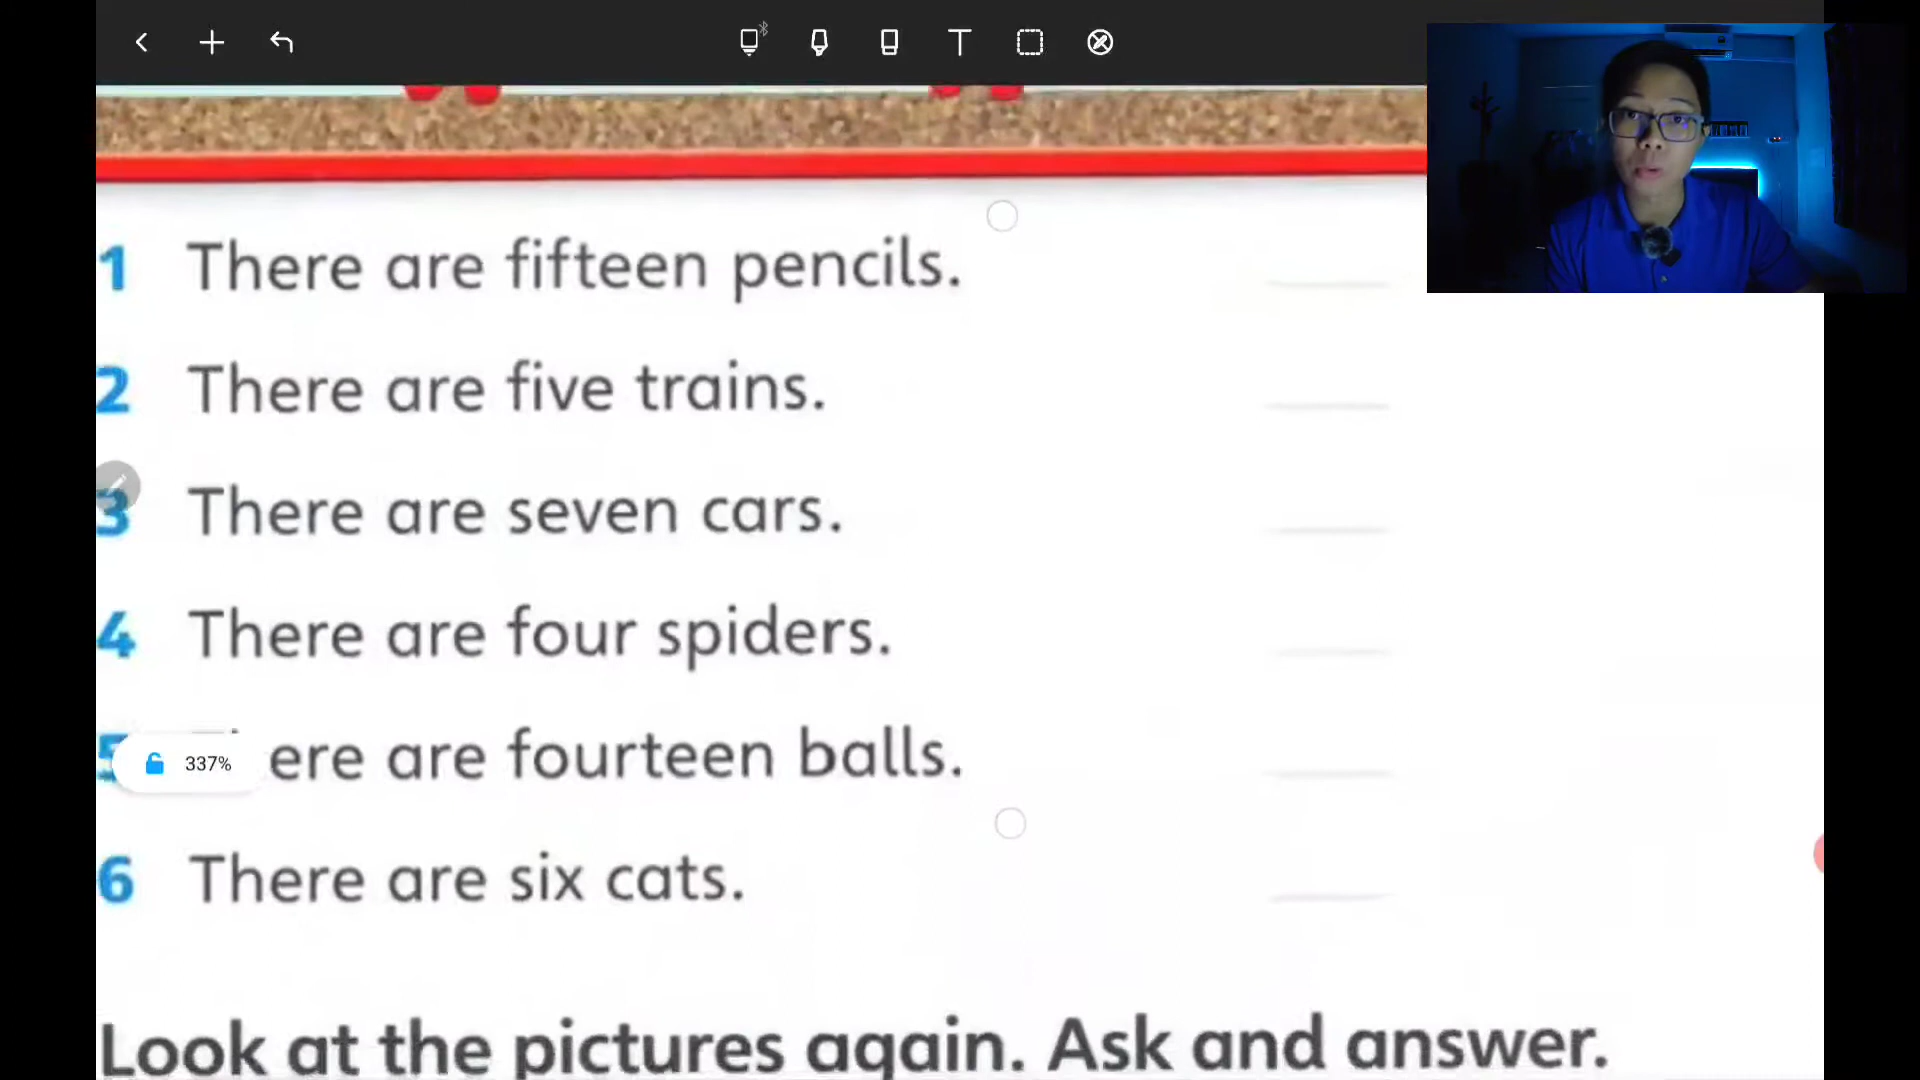 1 There are fifteen pencils.
2 There are five trains.
3 There are seven cars.
4 There are four spiders.
5 ere are fourteen balls.
337%
6 There are six cats.
Look at the pictures again. Ask and answer.